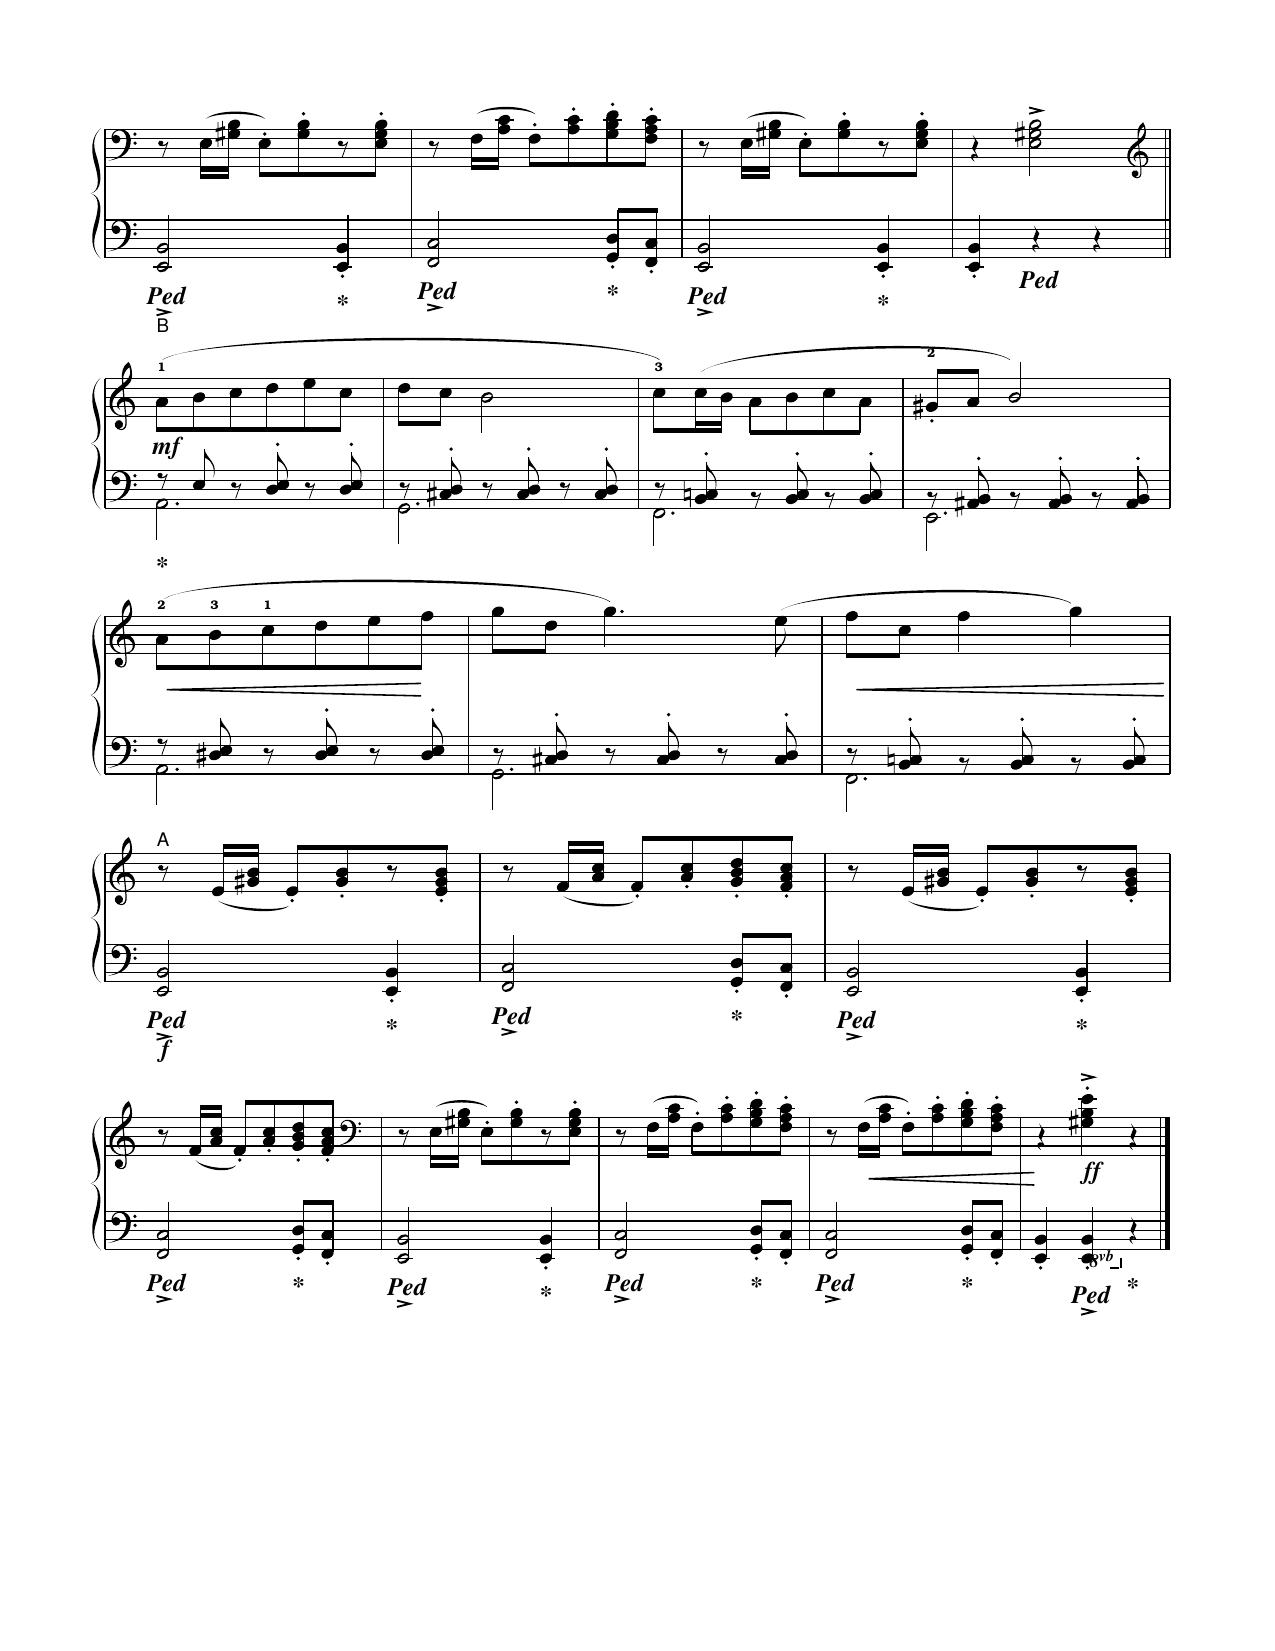 Ped * Ped * Ped * Ped
B
1 3 2
mf
*
2 3 1
A
Ped * Ped * Ped *
f
ff
8vb
Ped * Ped * Ped * Ped * Ped *